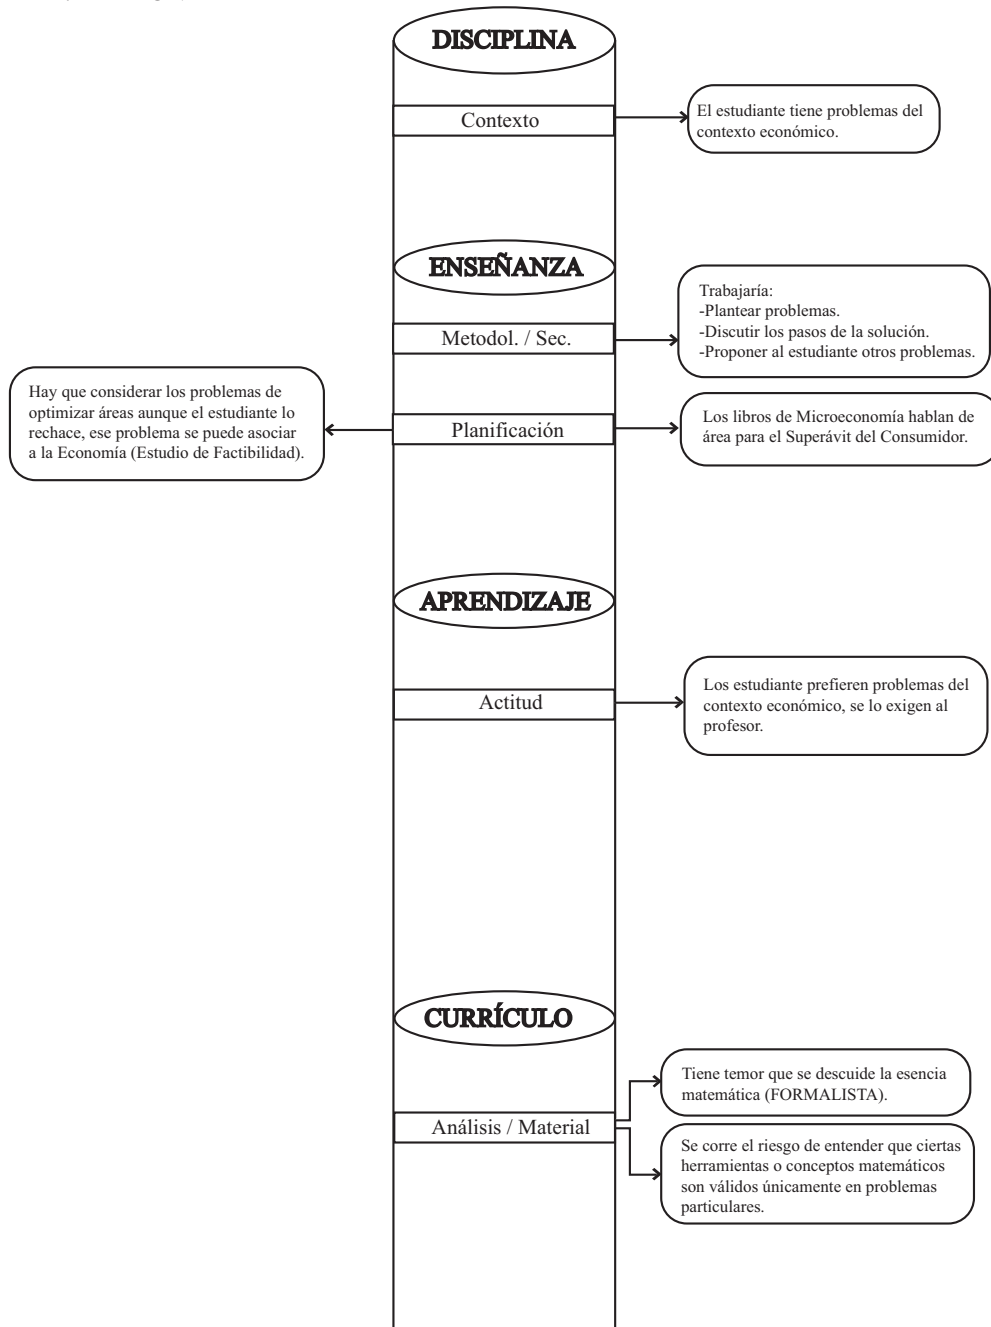 DISCIPLINA
Contexto
El estudiante tiene problemas del
contexto económico.
ENSEÑANZA
Metodol. / Sec.
Trabajaría:
-Plantear problemas.
-Discutir los pasos de la solución.
-Proponer al estudiante otros problemas.
Hay que considerar los problemas de
optimizar áreas aunque el estudiante lo
rechace, ese problema se puede asociar
a la Economía (Estudio de Factibilidad).
Planificación
Los libros de Microeconomía hablan de
área para el Superávit del Consumidor.
APRENDIZAJE
Actitud
Los estudiante prefieren problemas del
contexto económico, se lo exigen al
profesor.
CURRÍCULO
Análisis / Material
Tiene temor que se descuide la esencia
matemática (FORMALISTA).
Se corre el riesgo de entender que ciertas
herramientas o conceptos matemáticos
son válidos únicamente en problemas
particulares.